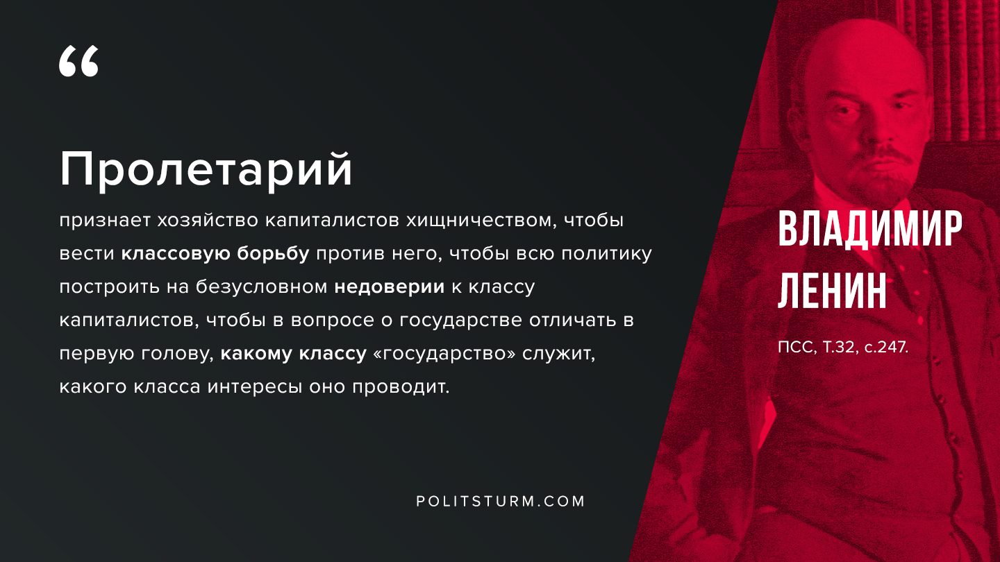 “
Пролетарий
признает хозяйство капиталистов хищничеством, чтобы
вести классовую борьбу против него, чтобы всю политику
построить на безусловном недоверии к классу
капиталистов, чтобы в вопросе о государстве отличать в
первую голову, какому классу «государство» служит,
какого класса интересы оно проводит.
ВЛАДИМИР
ЛЕНИН
ПСС, Т.32, с.247.
POLITSTURM.COM